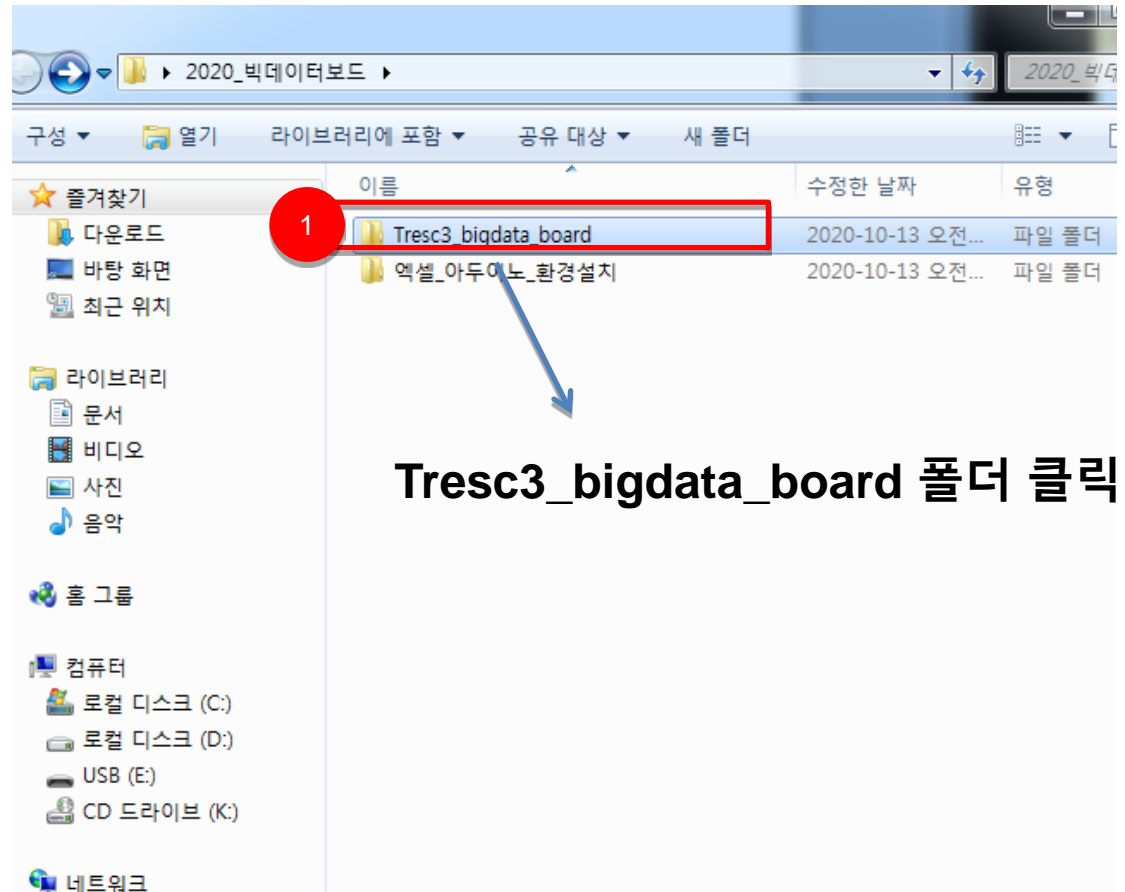 2020_빅데이터보드
2020_빅데
구성
열기
라이브러리에 포함
공유 대상
새 폴더
이름
수정한 날짜
유형
1
Tresc3_bigdata_board
2020-10-13 오전...
파일 폴더
엑셀_아두이노_환경설치
2020-10-13 오전...
파일 폴더
Tresc3_bigdata_board 폴더 클릭
즐겨찾기
다운로드
바탕 화면
최근 위치
라이브러리
문서
비디오
사진
음악
홈 그룹
컴퓨터
로컬 디스크 (C:)
로컬 디스크 (D:)
USB (E:)
CD 드라이브 (K:)
네트워크